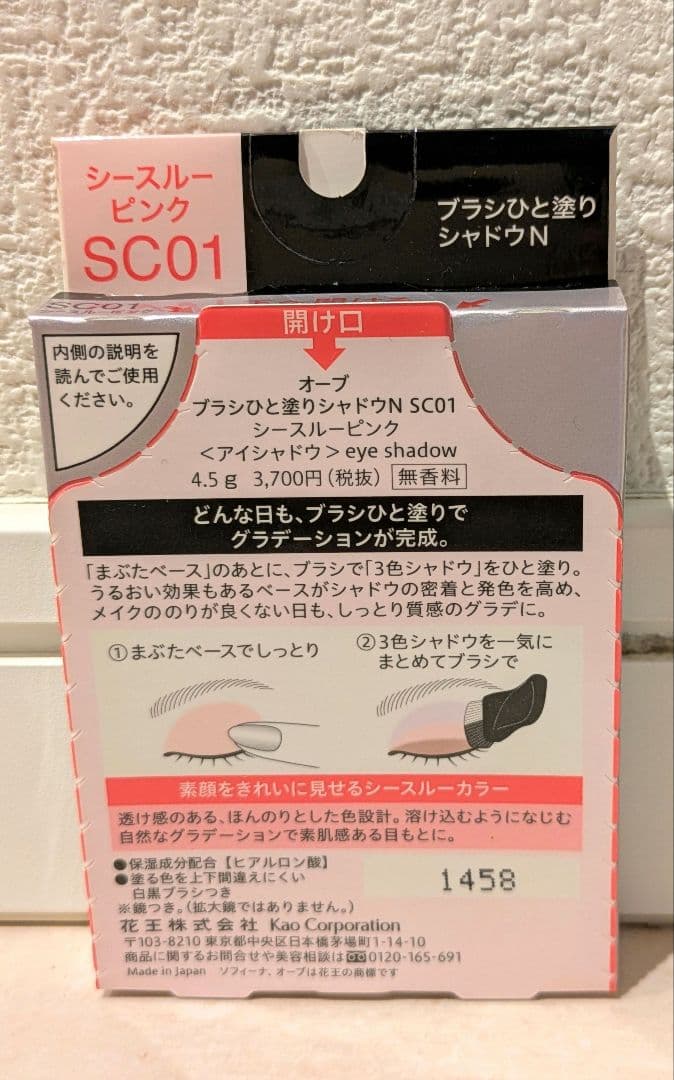 シースルー
ピンク
SC01
ブラシひと塗り
シャドウN
開け口
内側の説明を
読んでご使用
ください。
オーブ
ブラシひと塗りシャドウN SC01
シースルーピンク
<アイシャドウ> eye shadow
4.5g 3,700円(税抜) 無香料
どんな日も、ブラシひと塗りで
グラデーションが完成。
「まぶたベース」のあとに、ブラシで「3色シャドウ」をひと塗り。
うるおい効果もあるベースがシャドウの密着と発色を高め、
メイクののりが良くない日も、しっとり質感のグラデに。
①まぶたベースでしっとり
②3色シャドウを一気に
まとめてブラシで
素顔をきれいに見せるシースルーカラー
透け感のある、ほんのりとした色設計。溶け込むようになじむ
自然なグラデーションで素肌感ある目もとに。
●保湿成分配合【ヒアルロン酸】
●塗る色を上下間違えにくい
白黒ブラシつき
※鏡つき。(拡大鏡ではありません。)
1458
花王株式会社 Kao Corporation
〒103-8210 東京都中央区日本橋茅場町1-14-10
商品に関するお問合せや美容相談は 0120-165-691
Made in Japan ソフィーナ、オーブは花王の商標です